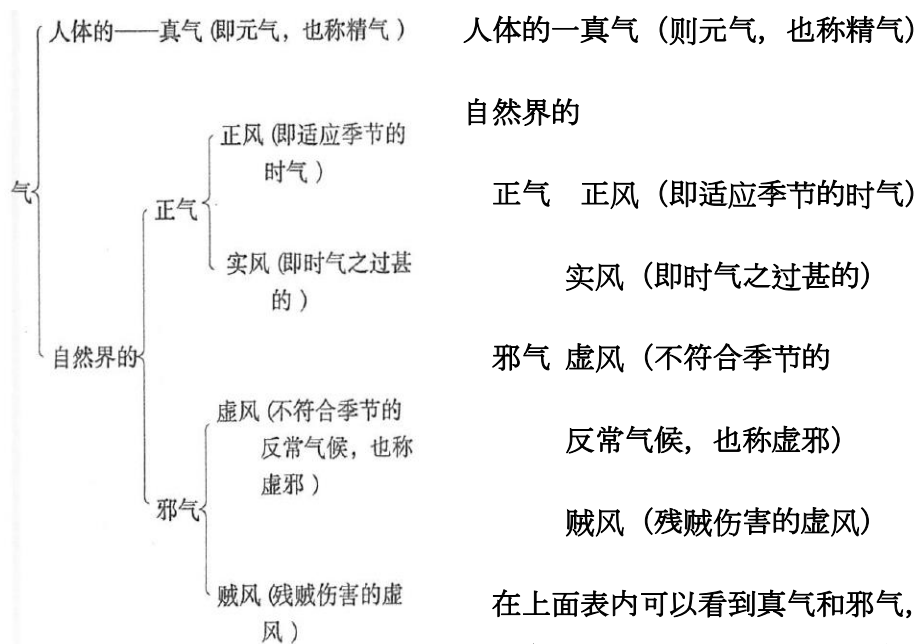 人体的——真气(即元气，也称精气)
正风(即适应季节的
时气)
气
正气
实风(即时气之过甚
的)
自然界的
虚风(不符合季节的
反常气候，也称
虚邪)
邪气
贼风(残贼伤害的虚
风)
人体的一真气（则元气，也称精气）
自然界的
正气 正风（即适应季节的时气）
实风（即时气之过甚的）
邪气 虚风（不符合季节的
反常气候，也称虚邪）
贼风（残贼伤害的虚风）
在上面表内可以看到真气和邪气，